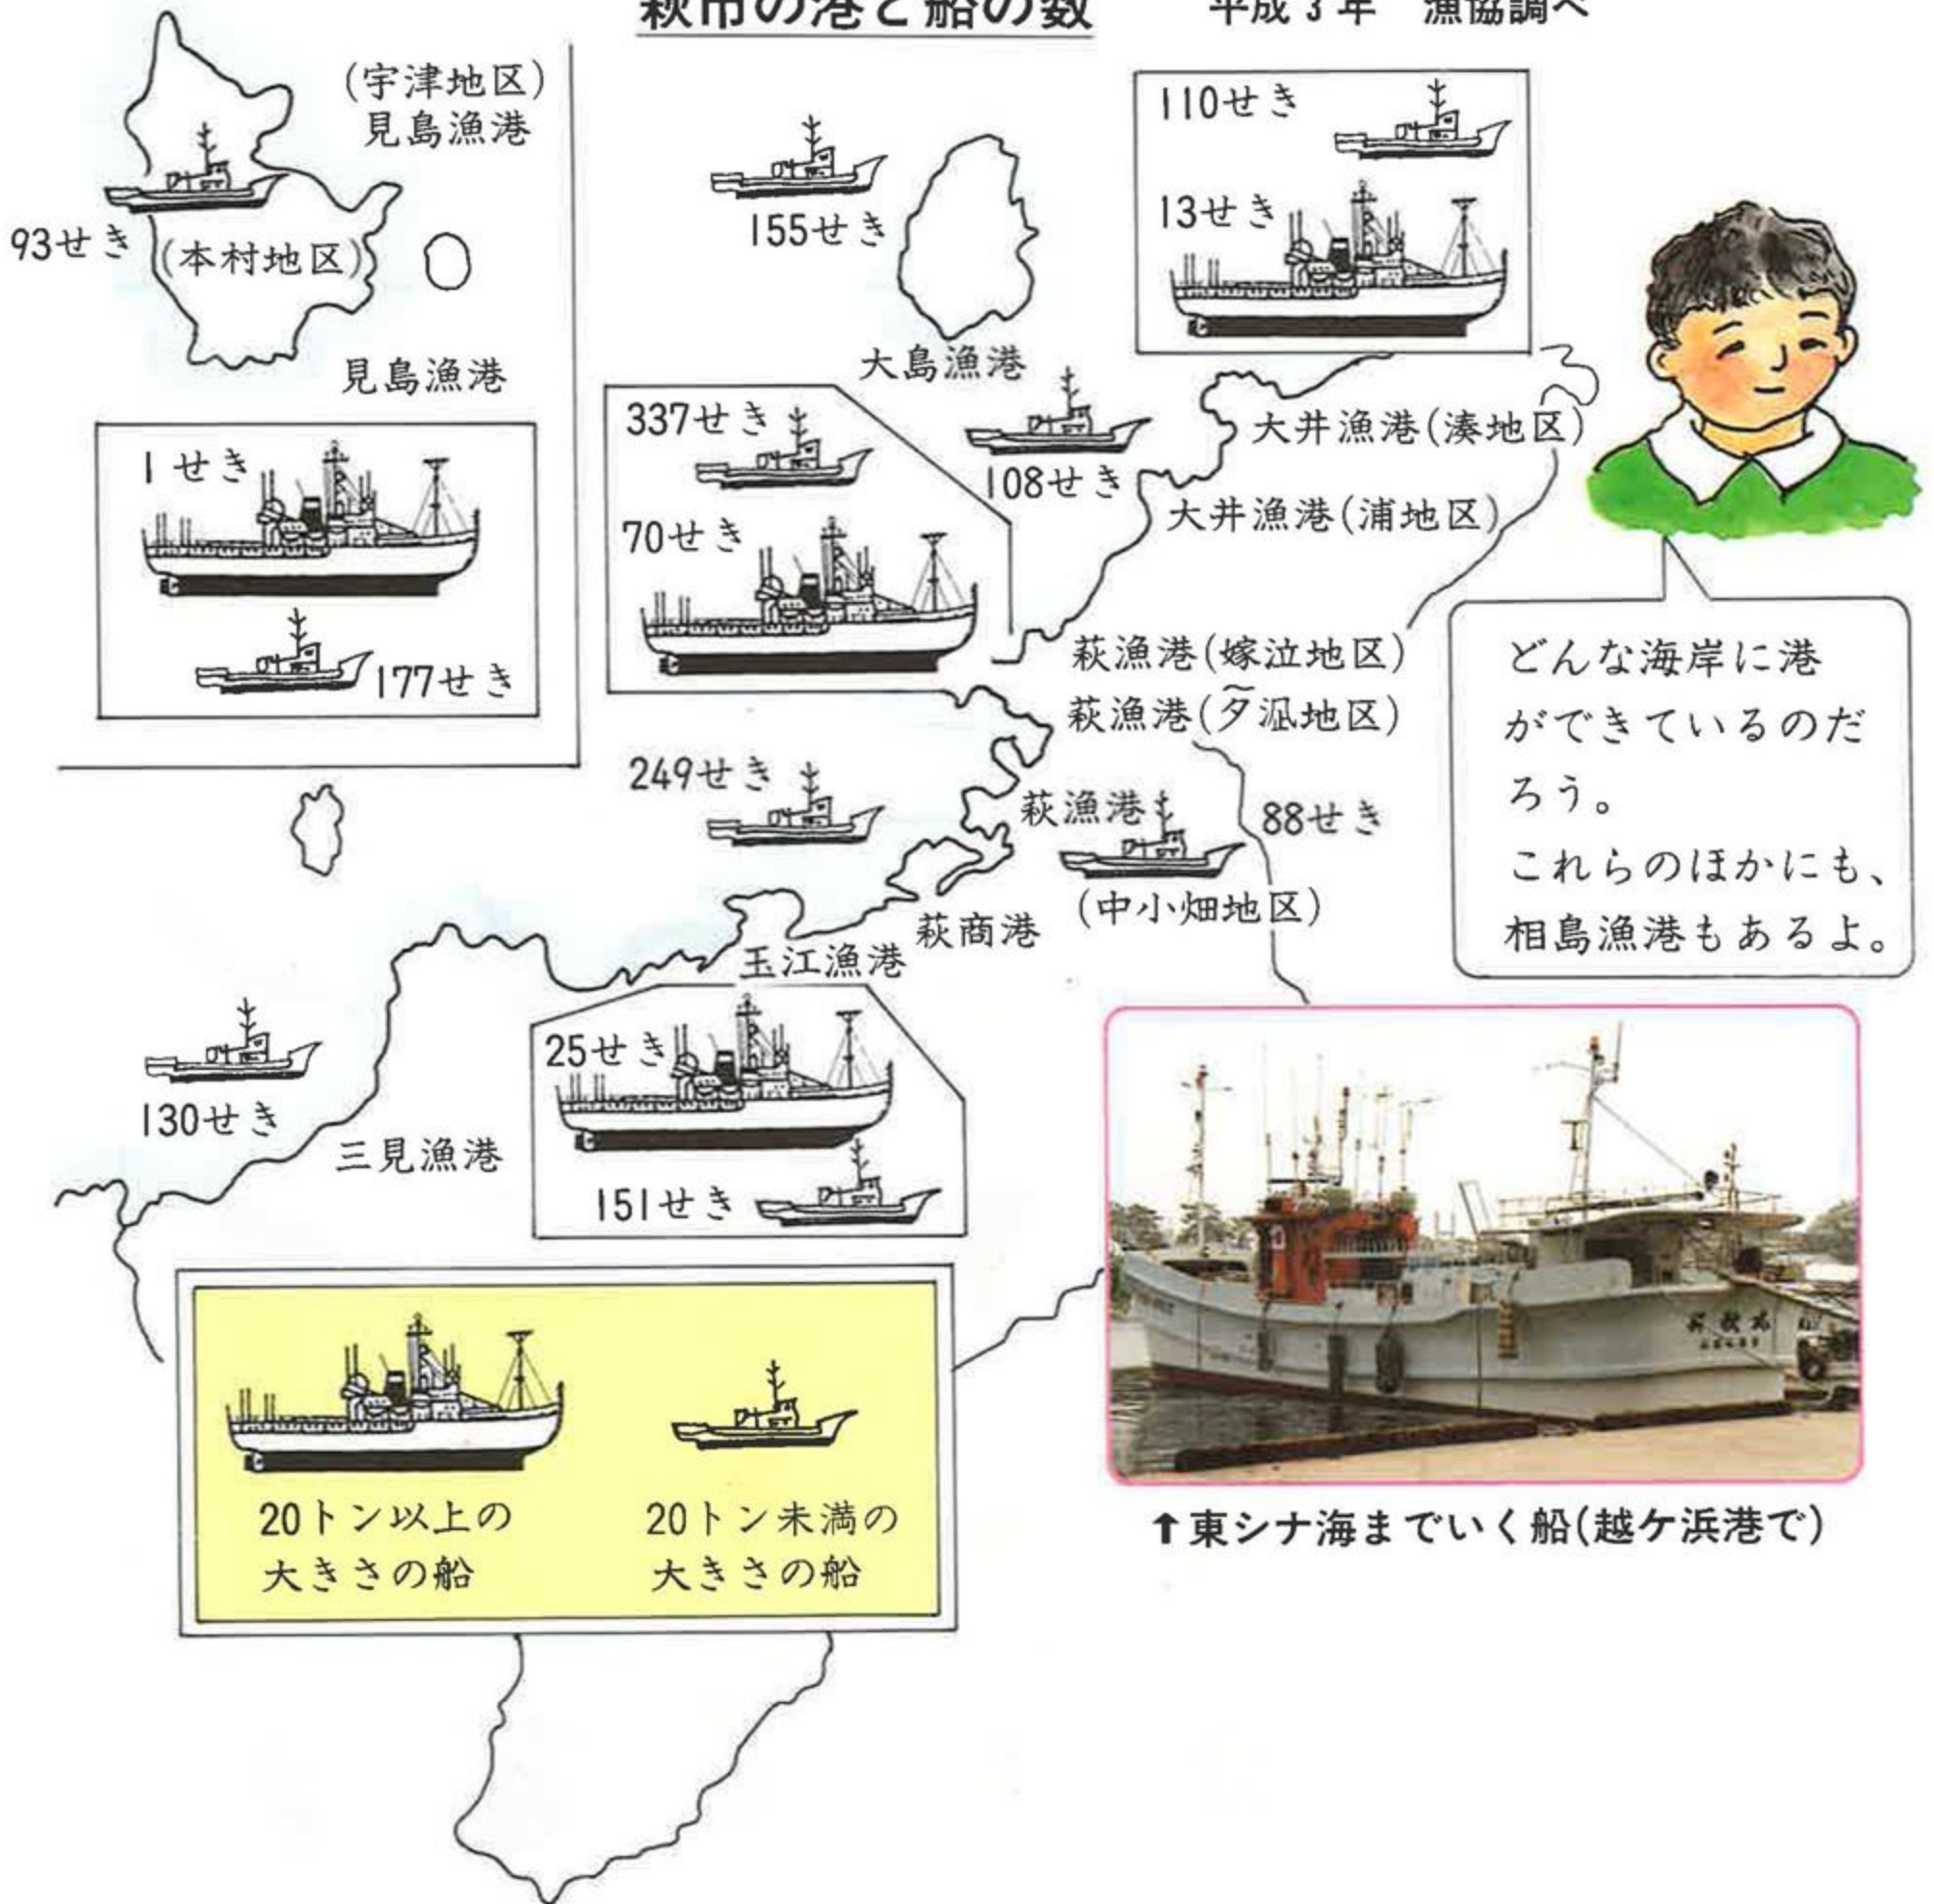 萩市の港と船の数
平成3年 漁協調べ
(宇津地区)
見島漁港
93せき
(本村地区)
見島漁港
1せき
177せき
155せき
大島漁港
110せき
13せき
337せき
70せき
108せき
大井漁港(湊地区)
大井漁港(浦地区)
萩漁港(嫁泣地区)
萩漁港(
地区)
249せき
萩漁港
88せき
(中小畑地区)
萩商港
玉江漁港
130せき
三見漁港
25せき
151せき
どんな海岸に港
ができているのだ
ろう。
これらのほかにも、
相島漁港もあるよ。
20トン以上の
大きさの船
20トン未満の
大きさの船
↑東シナ海までいく船(越ケ浜港で)